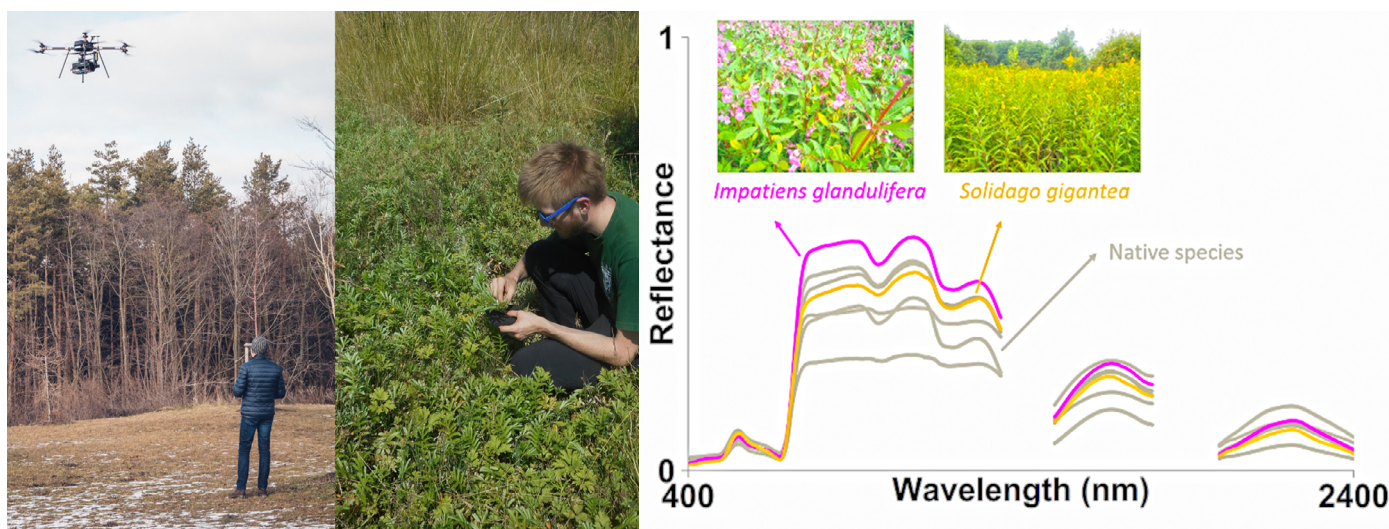 1
Impatiens glandulifera
Solidago gigantea
Native species
Reflectance
0
400
Wavelength (nm)
2400